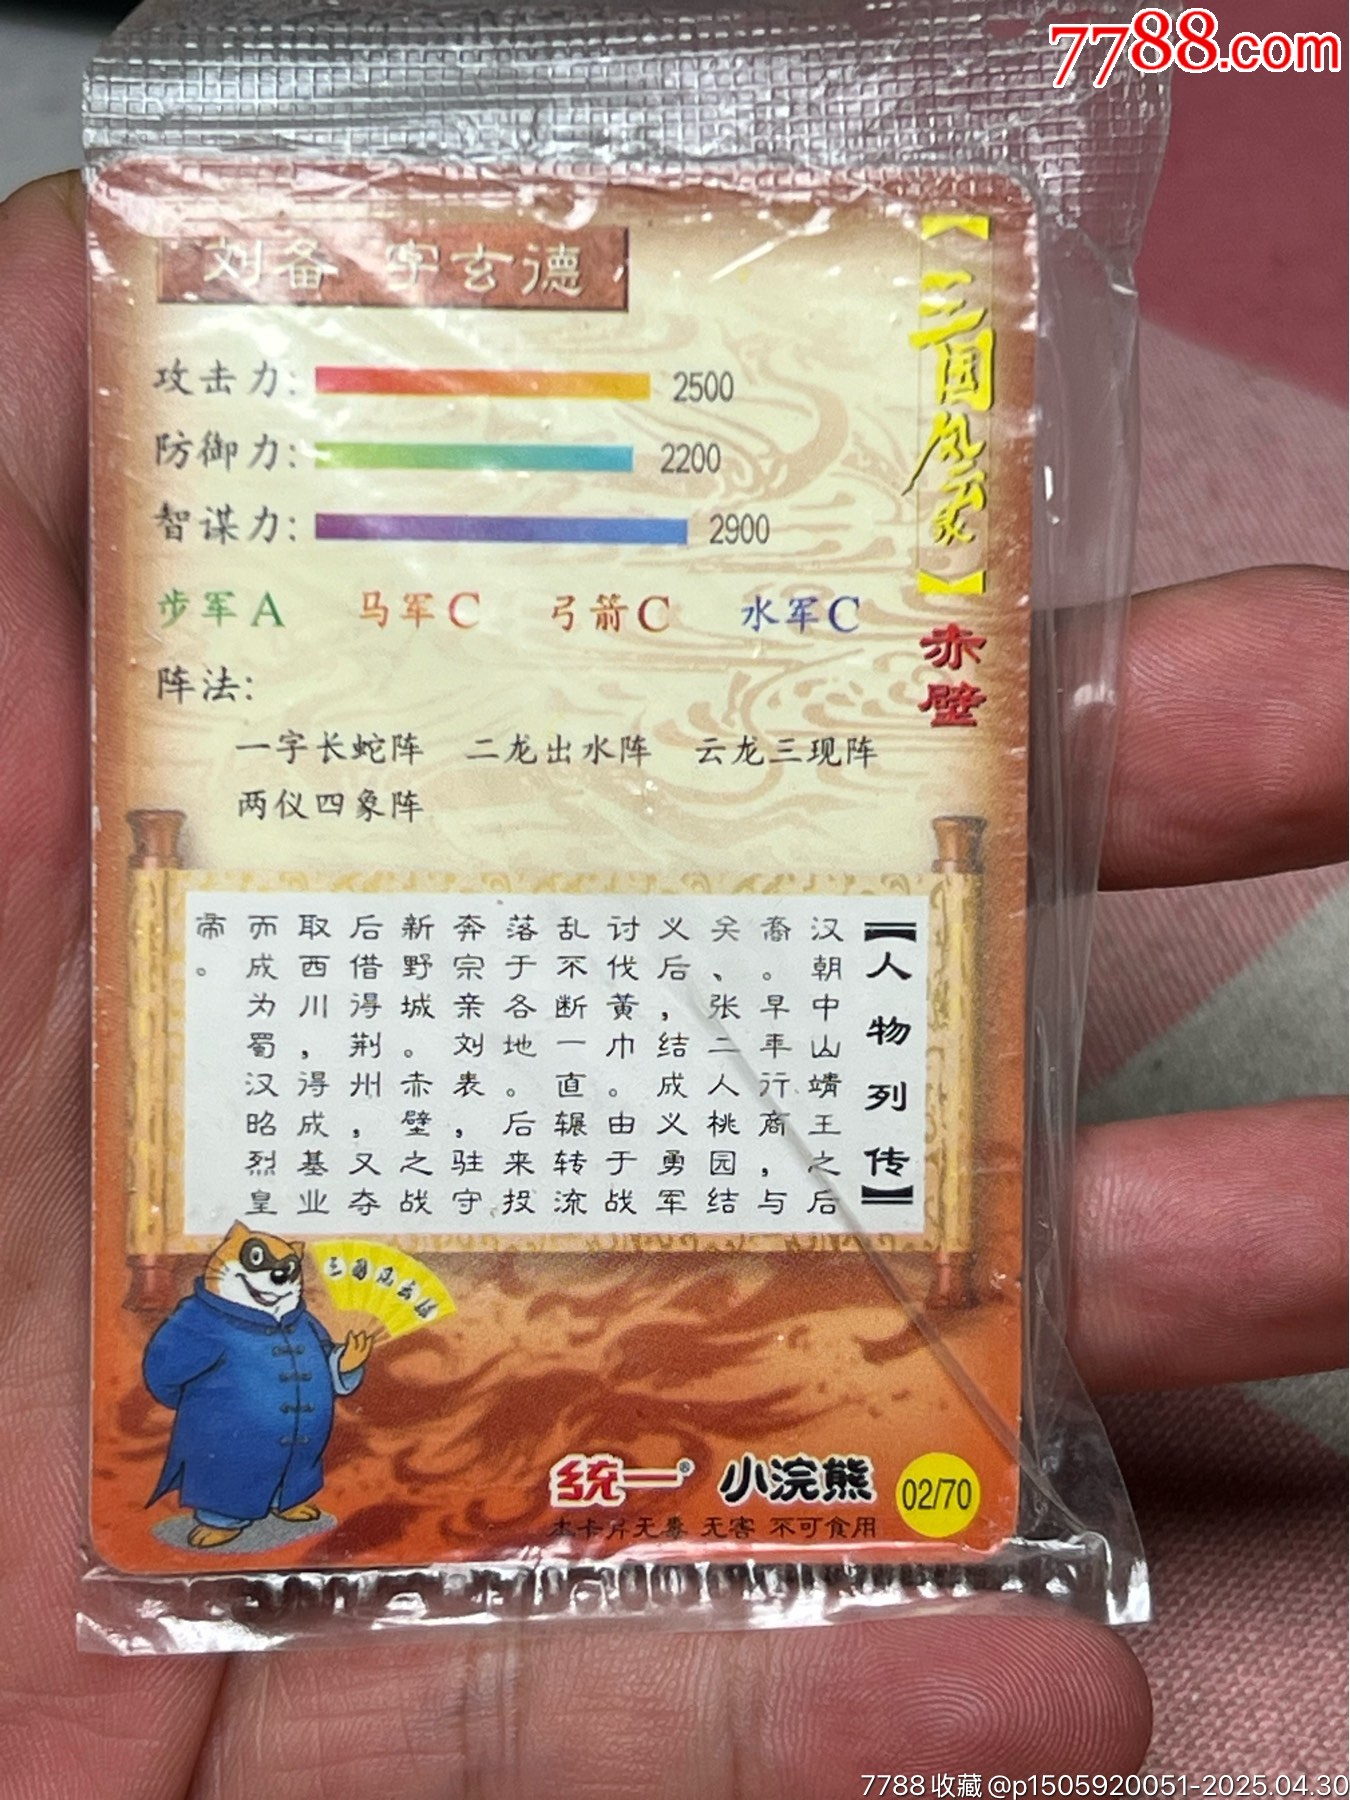 7788.com
刘备 字玄德
攻击力: 2500
防御力: 2200
智谋力: 2900
步军A 马军C 弓箭C 水军C
阵法:
一字长蛇阵 二龙出水阵 云龙三现阵
两仪四象阵
【三国风云录】赤壁
【人物列传】
汉朝中山靖王之后
裔。早年行商,与
关、张二人桃园结
义后,结成义勇军
讨伐黄巾。由于战
乱不断一直辗转流
落于各地。后来投
奔宗亲刘表,驻守
新野城。赤壁之战
后借得荆州,又夺
取西川,得成基业
而成为蜀汉昭烈皇
帝。
三国风云录
统一® 小浣熊 02/70
本卡片无毒 无害 不可食用
7788收藏@p1505920051-2025.04.30